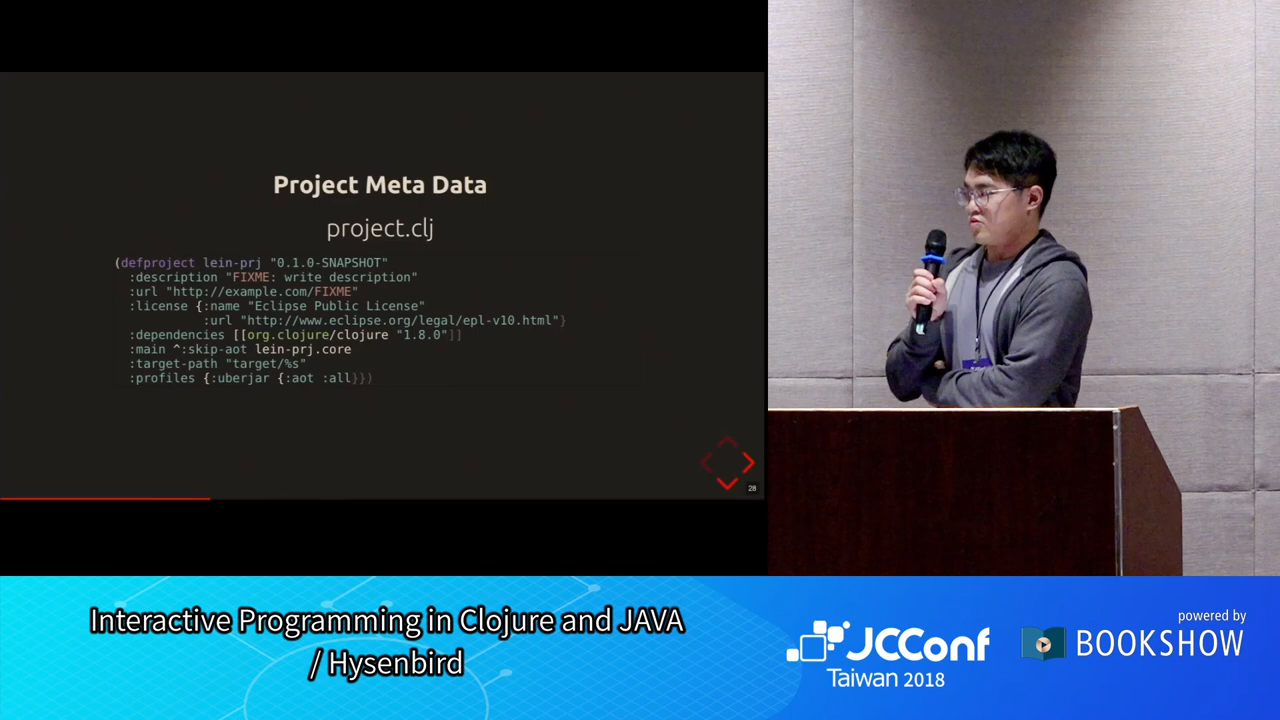 Project Meta Data
project.clj
(defproject lein-prj "0.1.0-SNAPSHOT"
:description "FIXME: write description"
:url "http://example.com/FIXME"
:license {:name "Eclipse Public License"
:url "http://www.eclipse.org/legal/epl-v10.html"}
:dependencies [[org.clojure/clojure "1.8.0"]]
:main ^:skip-aot lein-prj.core
:target-path "target/%s"
:profiles {:uberjar {:aot :all}})
28
Interactive Programming in Clojure and JAVA
/ Hysenbird
JCConf
Taiwan 2018
powered by
BOOKSHOW